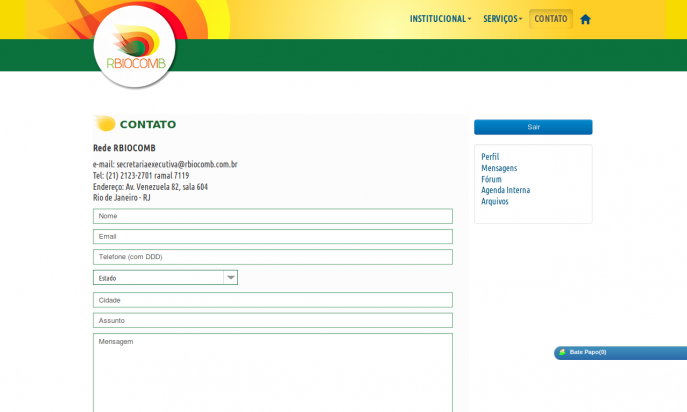 INSTITUCIONAL SERVIÇOS CONTATO
RBIOCOMB
CONTATO
Rede RBIOCOMB
e-mail: secretariaexecutiva@rbiocomb.com.br
Tel: (21) 2123-2701 ramal 7119
Endereço: Av. Venezuela 82, sala 604
Rio de Janeiro - RJ
Nome
Email
Telefone (com DDD)
Estado
Cidade
Assunto
Mensagem
Sair
Perfil
Mensagens
Fórum
Agenda Interna
Arquivos
Bate Papo(0)